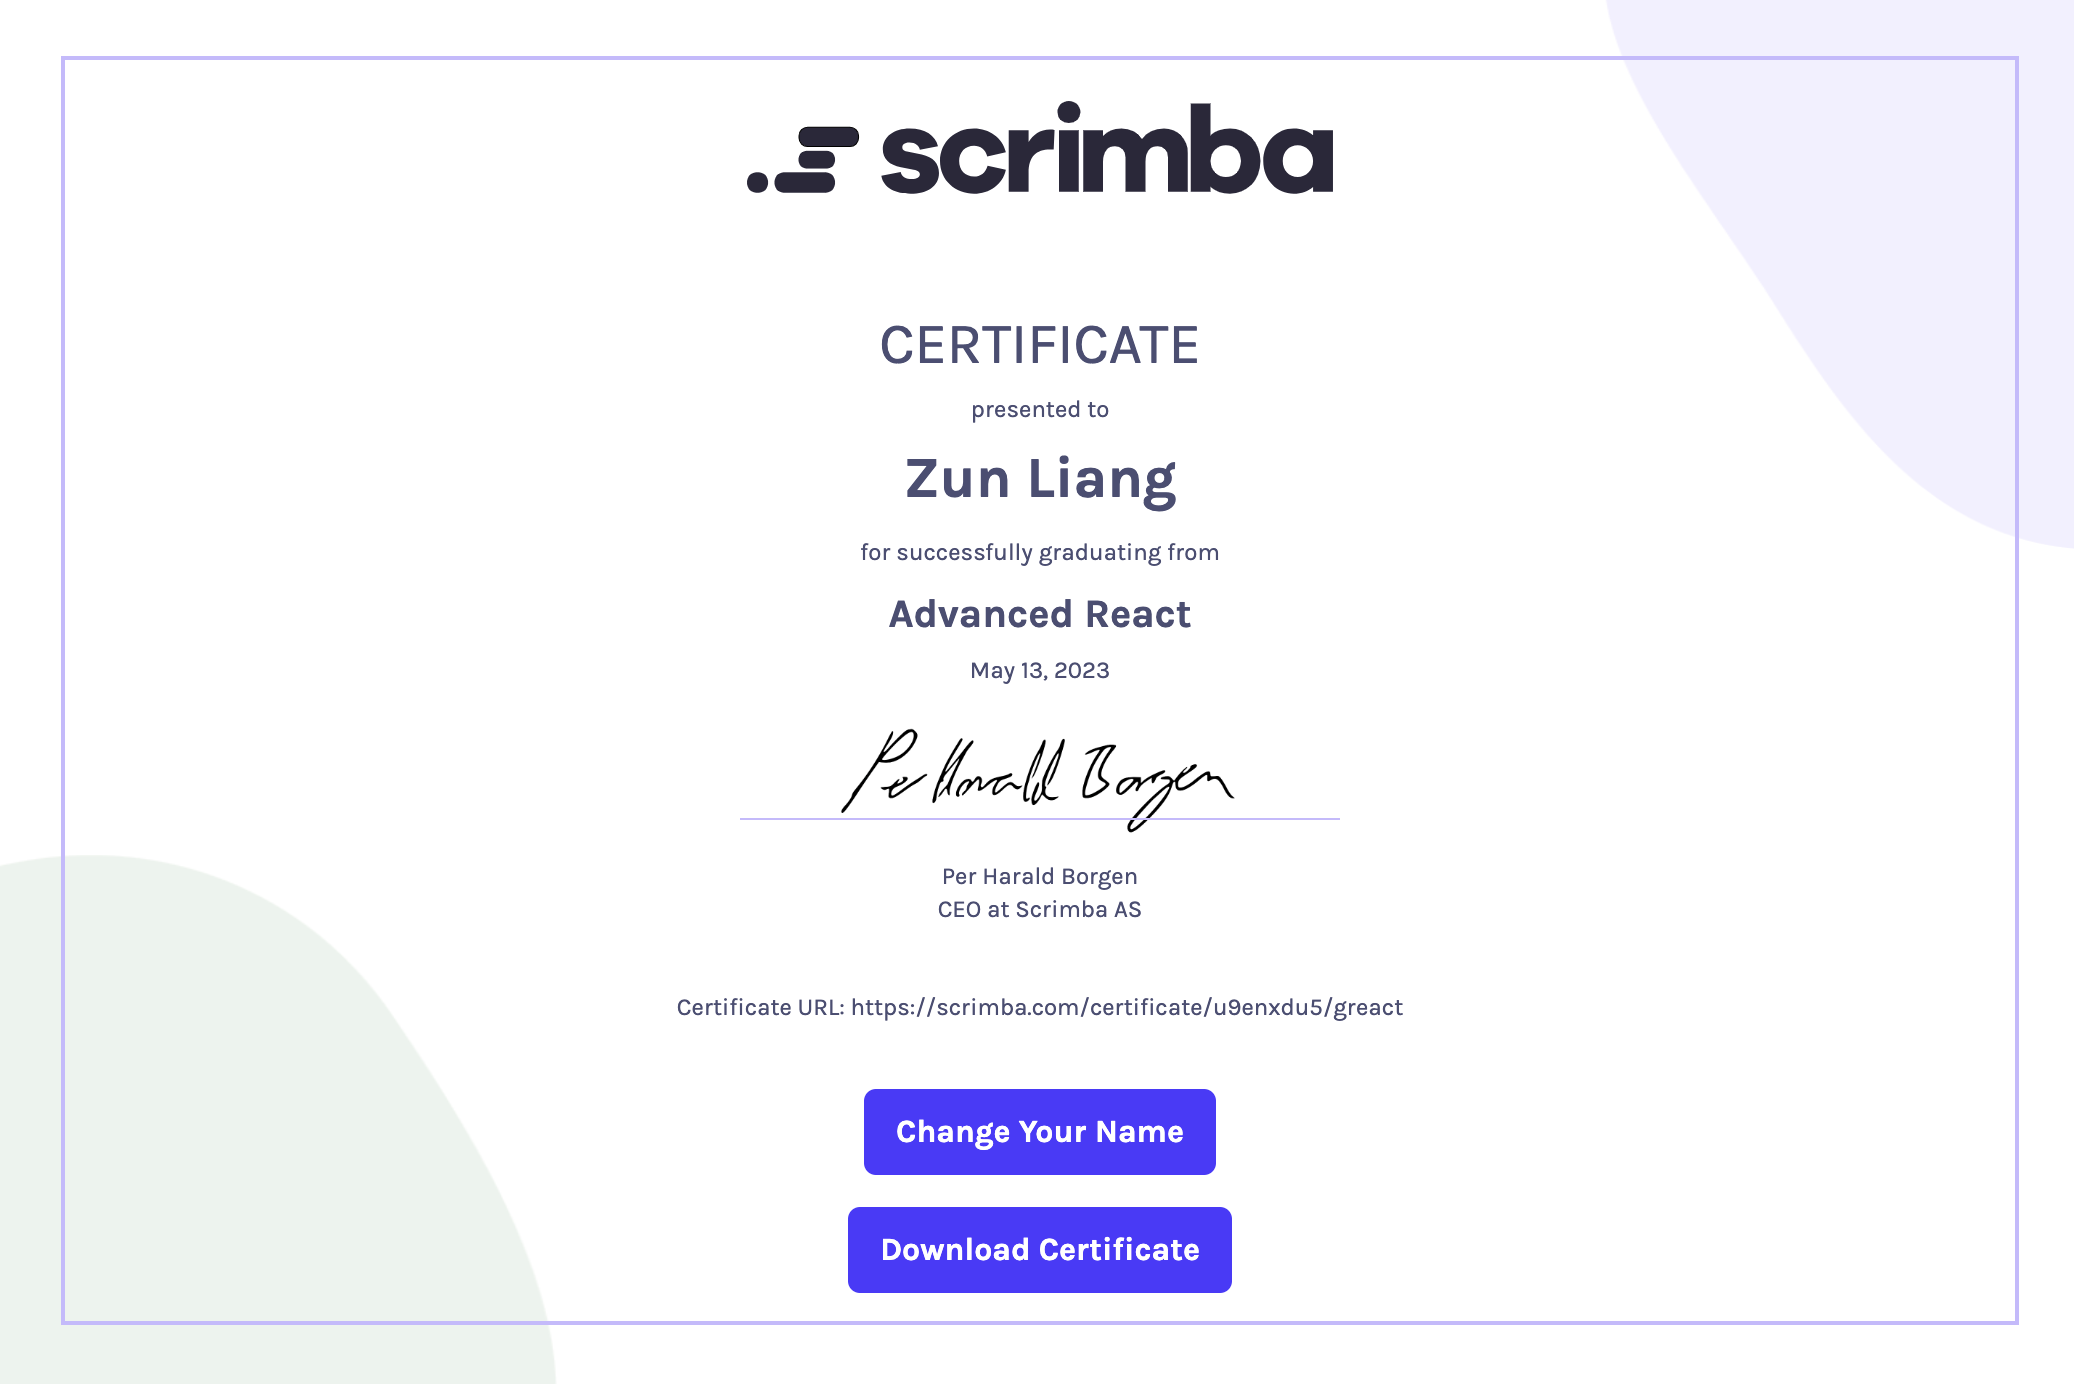 scrimba
CERTIFICATE
presented to
Zun Liang
for successfully graduating from
Advanced React
May 13, 2023
Per Harald Borgen
Per Harald Borgen
CEO at Scrimba AS
Certificate URL: https://scrimba.com/certificate/u9enxdu5/greact
Change Your Name
Download Certificate